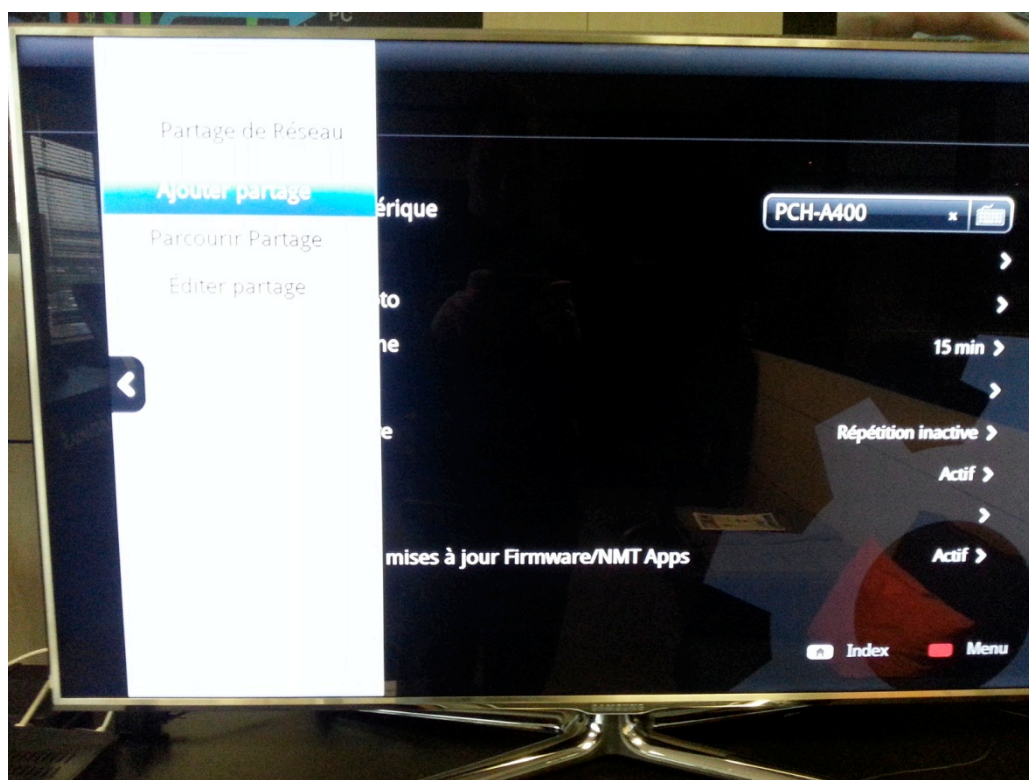 PC
Partage de Réseau
Ajouter partage
Parcourir Partage
Éditer partage
érique
PCH-A400 x
to
ne
15 min
e
Répétition inactive
Actif
mises à jour Firmware/NMT Apps
Actif
Index
Menu
SAMSUNG